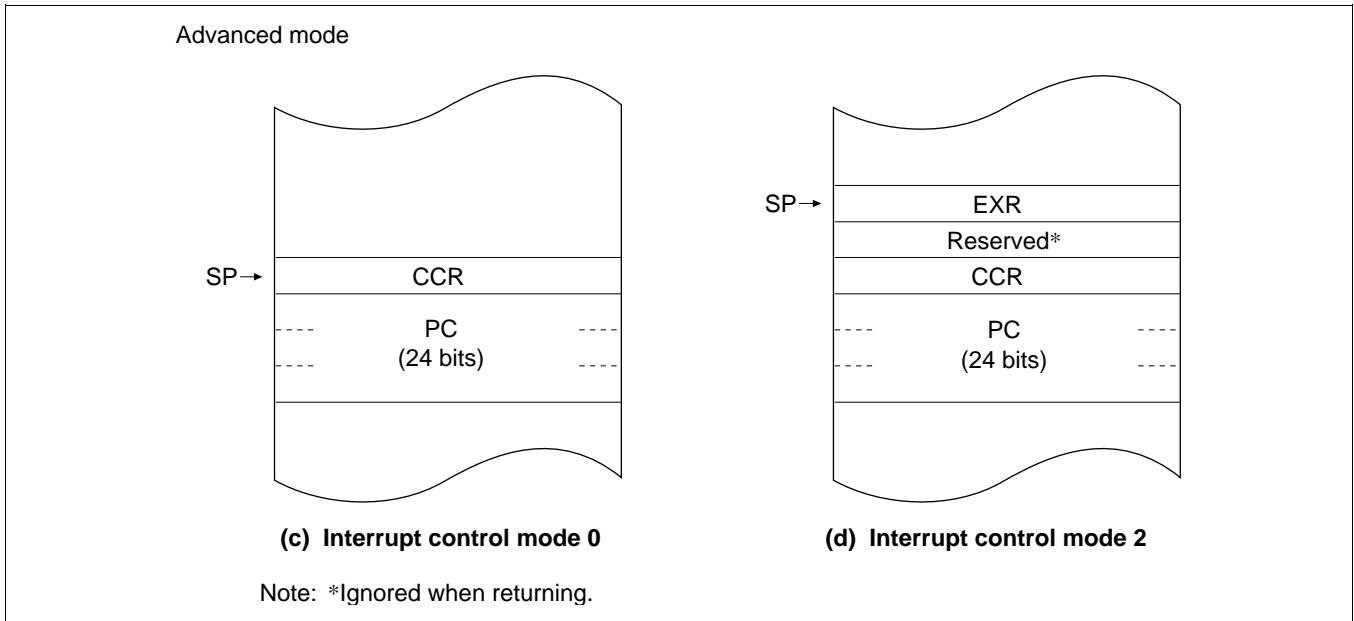 Advanced mode
SP
CCR
PC
(24 bits)
(c) Interrupt control mode 0
SP
EXR
Reserved*
CCR
PC
(24 bits)
(d) Interrupt control mode 2
Note: *Ignored when returning.